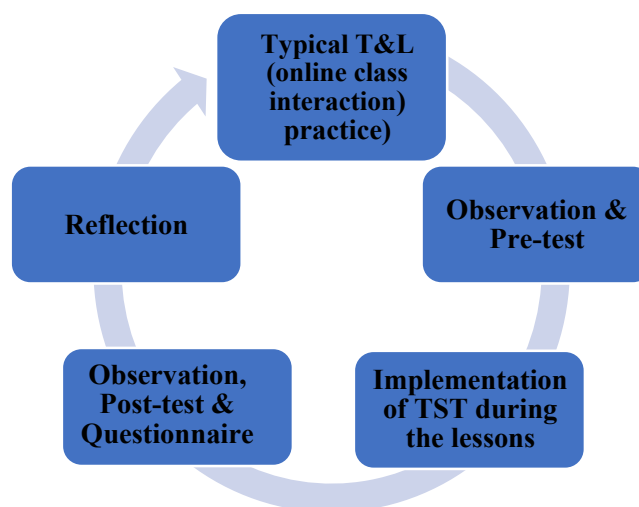 Typical T&L
(online class
interaction)
practice)
Observation &
Pre-test
Implementation
of TST during
the lessons
Observation,
Post-test &
Questionnaire
Reflection